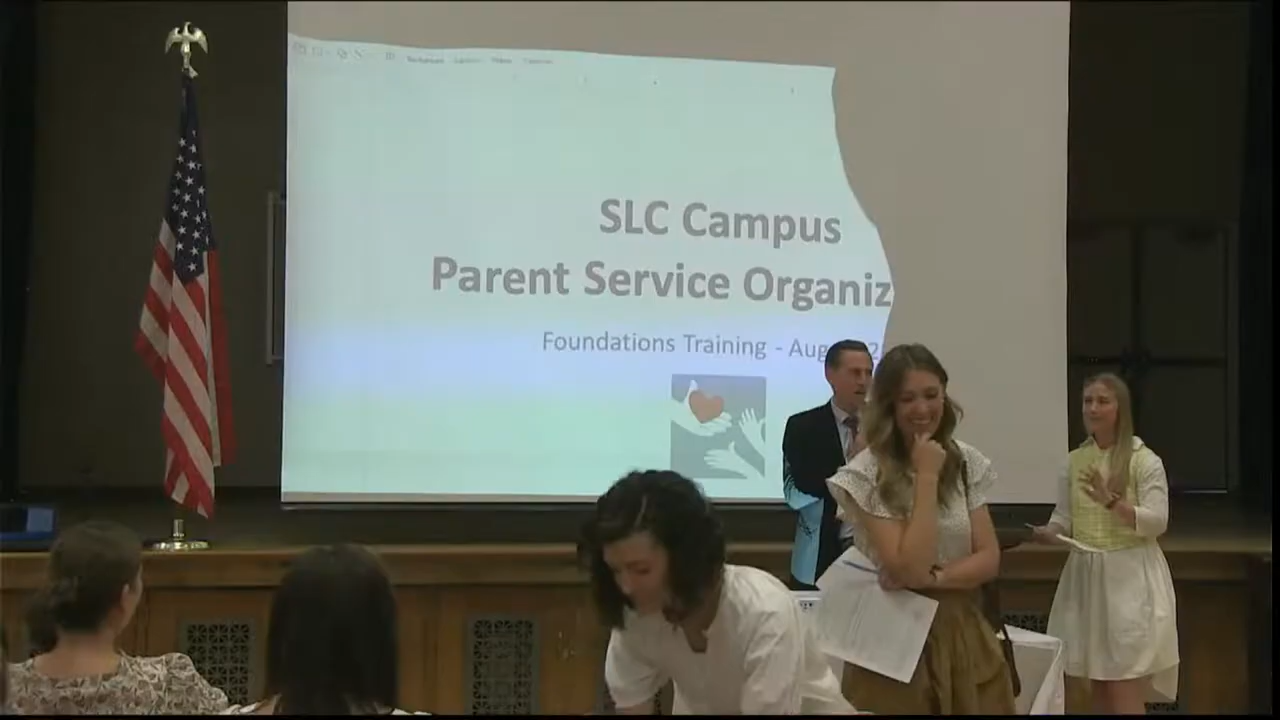 SLC Campus
Parent Service Organiz
Foundations Training - Aug